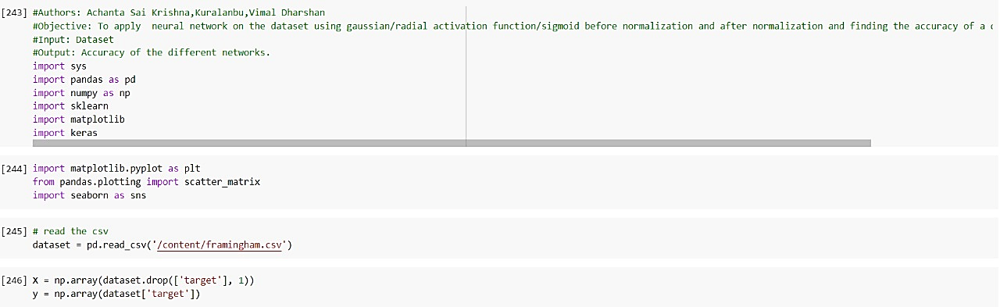 [243] #Authors: Achanta Sai Krishna,Kuralanbu,Vimal Dharshan
#Objective: To apply  neural network on the dataset using gaussian/radial activation function/sigmoid before normalization and after normalization and finding the accuracy of a
#Input: Dataset
#Output: Accuracy of the different networks.
import sys
import pandas as pd
import numpy as np
import sklearn
import matplotlib
import keras
[244] import matplotlib.pyplot as plt
from pandas.plotting import scatter_matrix
import seaborn as sns
[245] # read the csv
dataset = pd.read_csv('/content/framingham.csv')
[246] X = np.array(dataset.drop(['target'], 1))
y = np.array(dataset['target'])